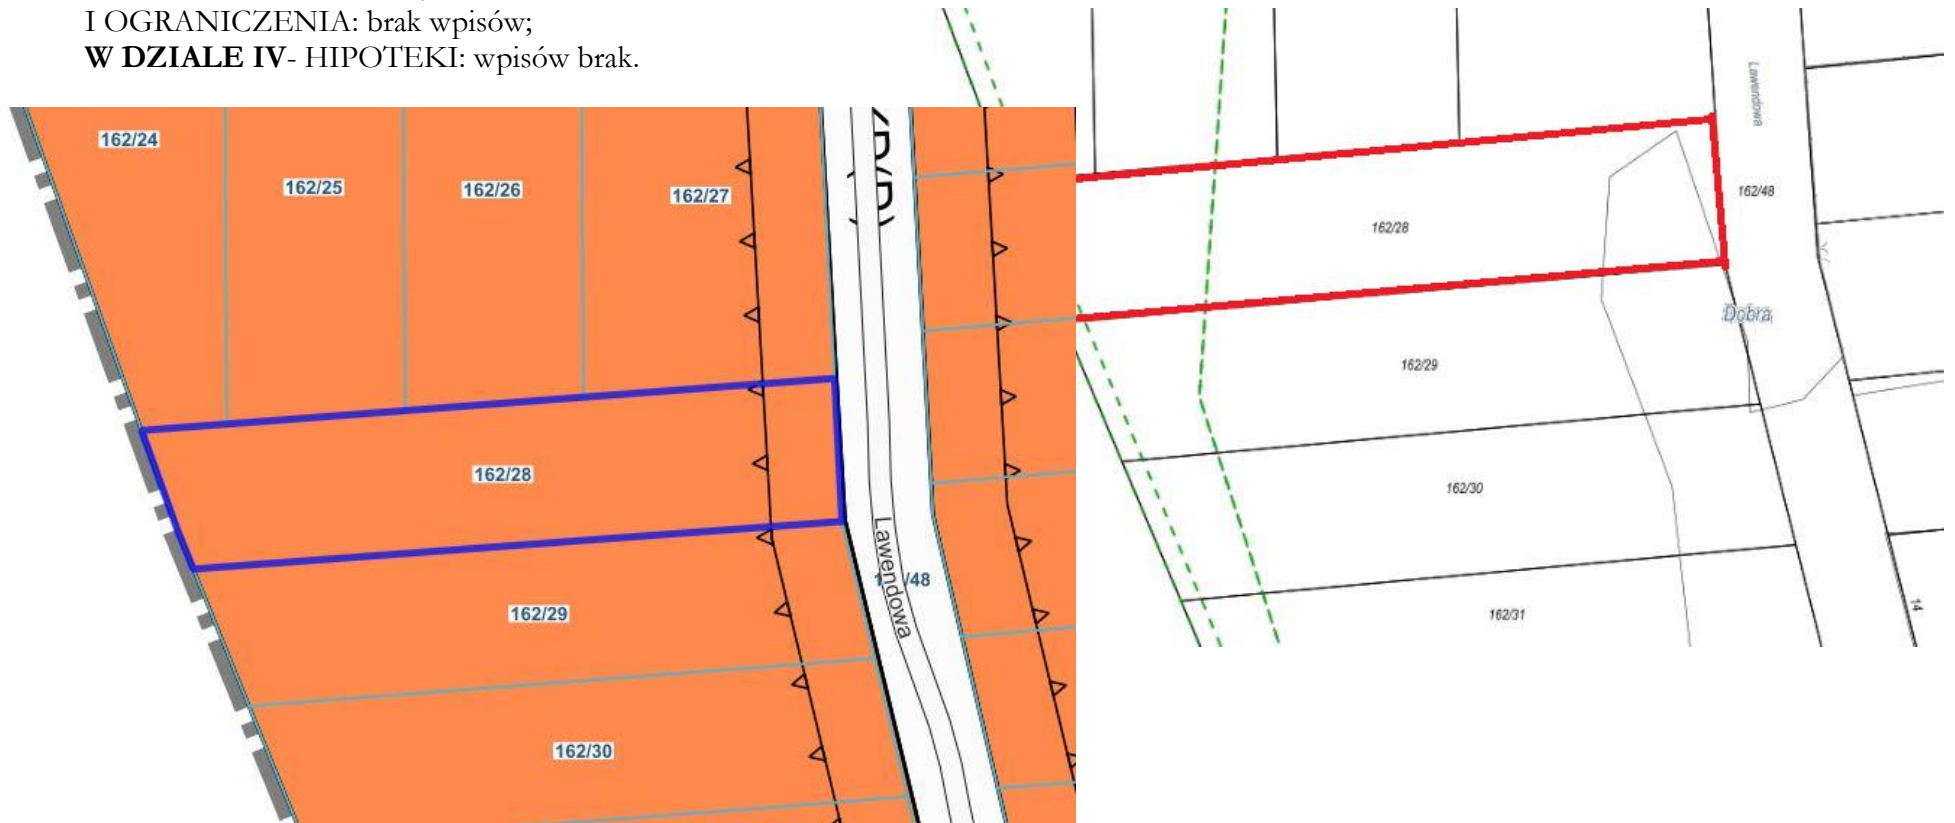 I OGRANICZENIA: brak wpisów;
W DZIALE IV- HIPOTEKI: wpisów brak.
162/24
162/25
162/26
162/27
162/28
162/29
162/30
/48
Lawendowa
Lawendowa
162/48
162/28
Dobra
162/29
162/30
162/31
14